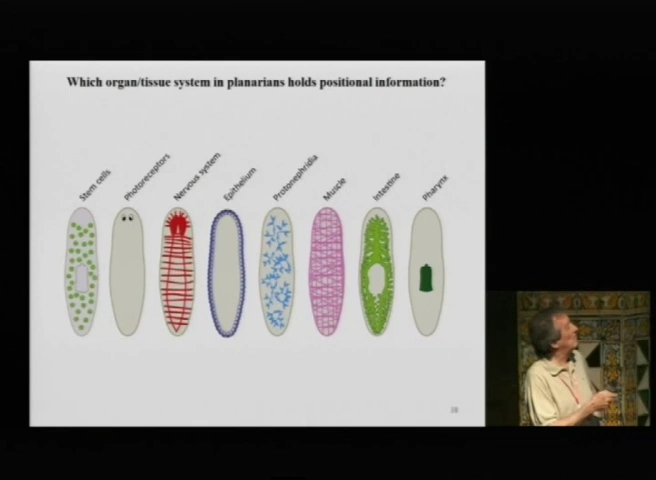 Which organ/tissue system in planarians holds positional information?
Stem cells
Photoreceptors
Nervous system
Epithelium
Protonephridia
Muscle
Intestine
Pharynx